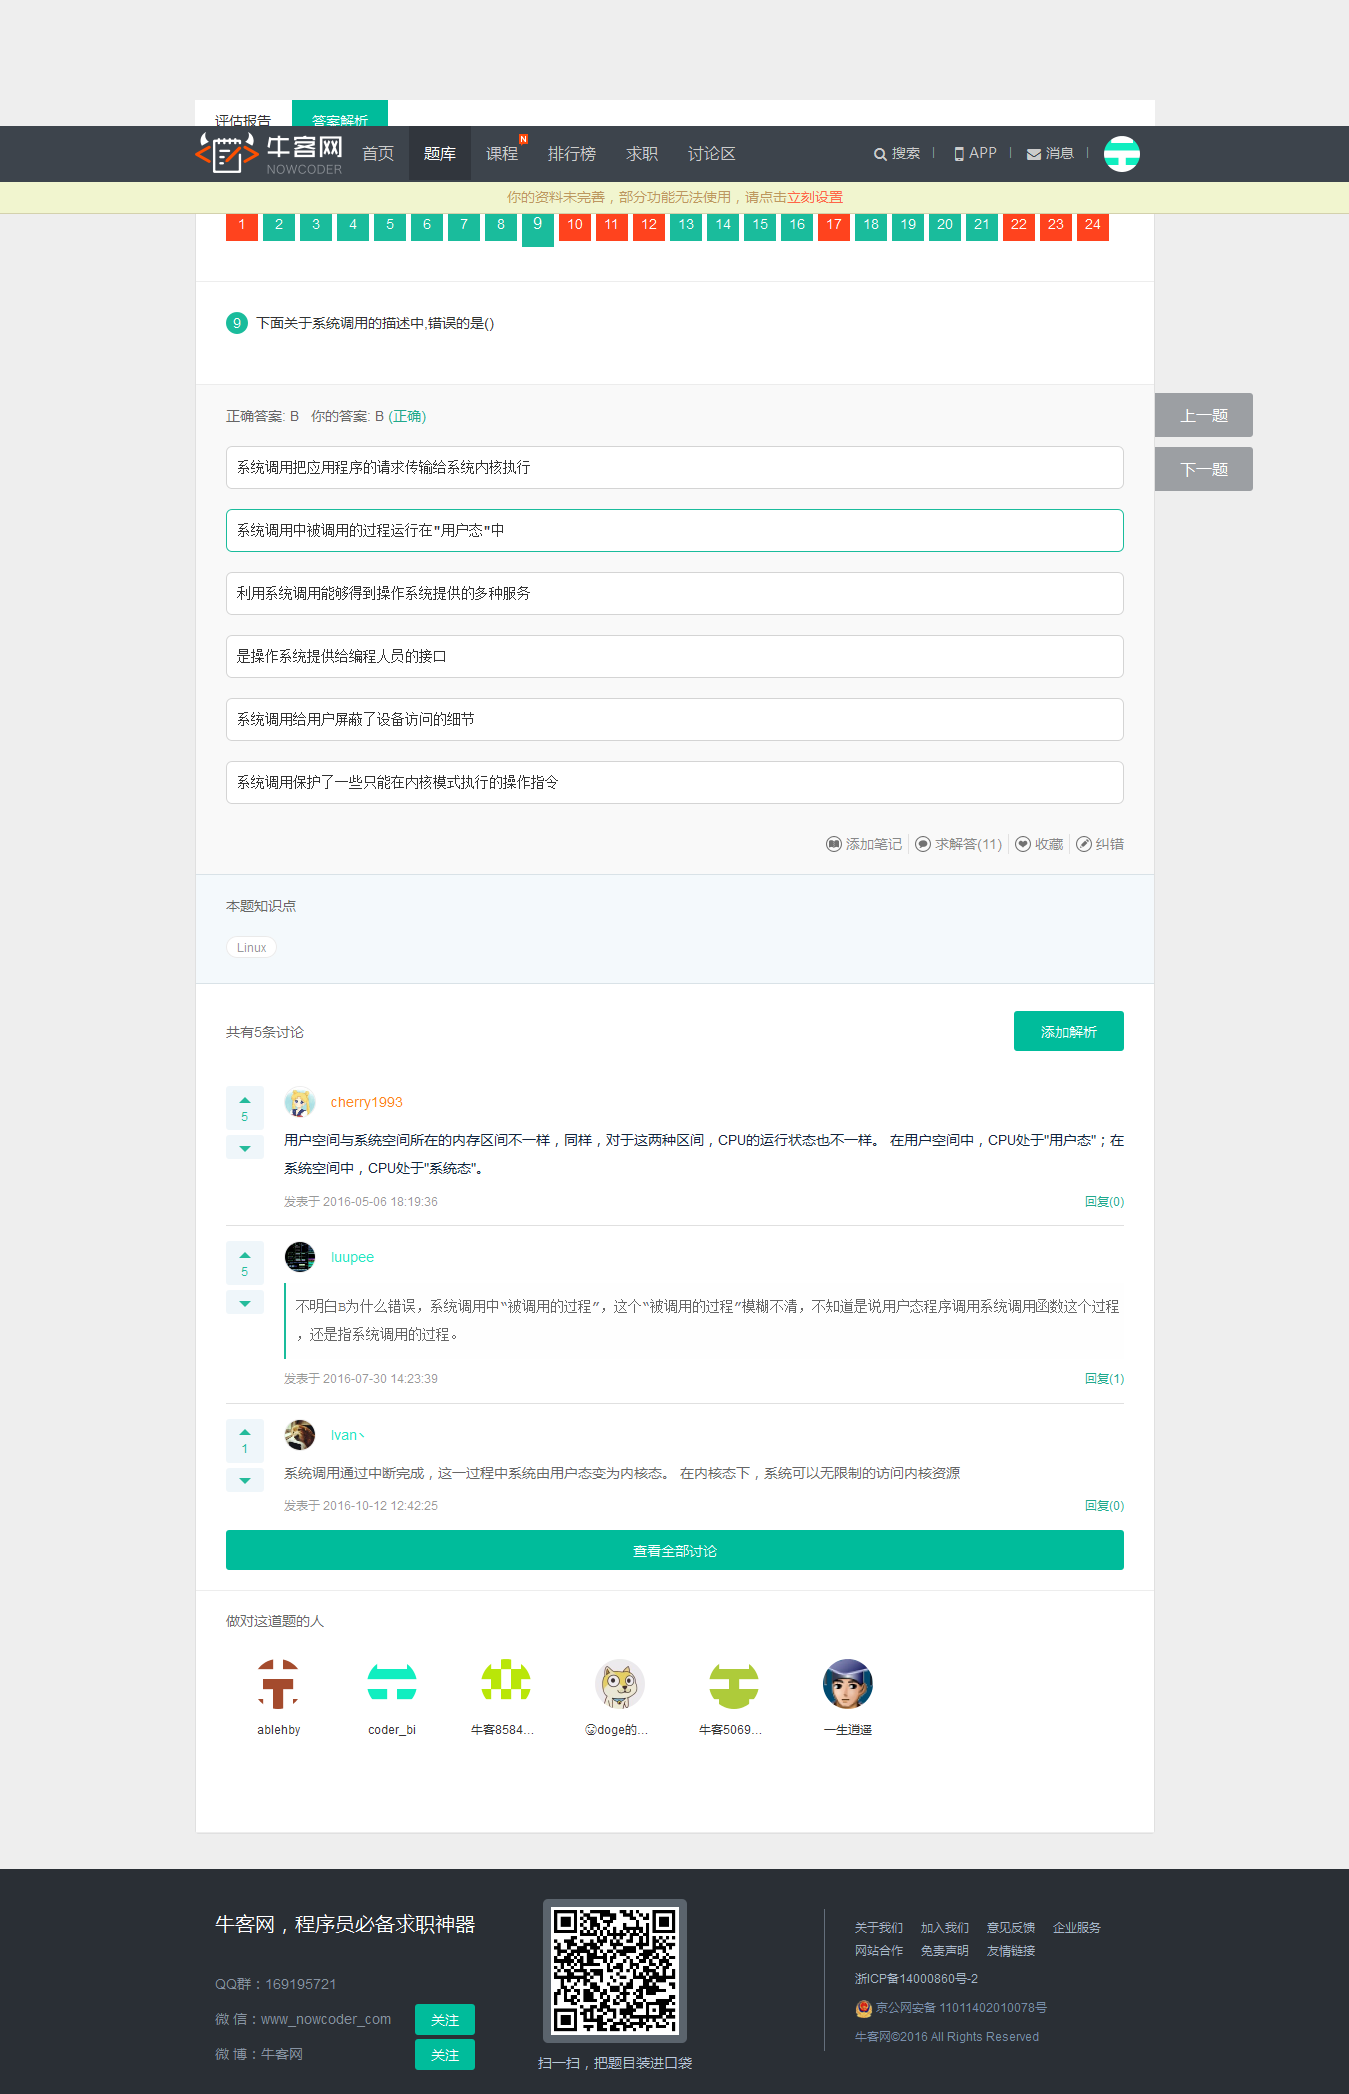 评估报告 答案解析
牛客网 NOWCODER 首页 题库 课程 N 排行榜 求职 讨论区 搜索 APP 消息
你的资料未完善，部分功能无法使用，请点击立刻设置
1 2 3 4 5 6 7 8 9 10 11 12 13 14 15 16 17 18 19 20 21 22 23 24
9 下面关于系统调用的描述中,错误的是()
正确答案: B 你的答案: B (正确)
上一题
系统调用把应用程序的请求传输给系统内核执行
下一题
系统调用中被调用的过程运行在"用户态"中
利用系统调用能够得到操作系统提供的多种服务
是操作系统提供给编程人员的接口
系统调用给用户屏蔽了设备访问的细节
系统调用保护了一些只能在内核模式执行的操作指令
添加笔记 求解答(11) 收藏 纠错
本题知识点
Linux
共有5条讨论 添加解析
5 cherry1993
用户空间与系统空间所在的内存区间不一样，同样，对于这两种区间，CPU的运行状态也不一样。 在用户空间中，CPU处于"用户态"；在
系统空间中，CPU处于"系统态"。
发表于 2016-05-06 18:19:36 回复(0)
5 luupee
不明白B为什么错误，系统调用中“被调用的过程”，这个“被调用的过程”模糊不清，不知道是说用户态程序调用系统调用函数这个过程
，还是指系统调用的过程。
发表于 2016-07-30 14:23:39 回复(1)
1 Ivan丶
系统调用通过中断完成，这一过程中系统由用户态变为内核态。 在内核态下，系统可以无限制的访问内核资源
发表于 2016-10-12 12:42:25 回复(0)
查看全部讨论
做对这道题的人
ablehby coder_bi 牛客8584... 😜doge的... 牛客5069... 一生逍遥
牛客网，程序员必备求职神器
QQ群：169195721
微 信：www_nowcoder_com 关注
微 博：牛客网 关注
扫一扫，把题目装进口袋
关于我们 加入我们 意见反馈 企业服务
网站合作 免责声明 友情链接
浙ICP备14000860号-2
京公网安备 11011402010078号
牛客网©2016 All Rights Reserved